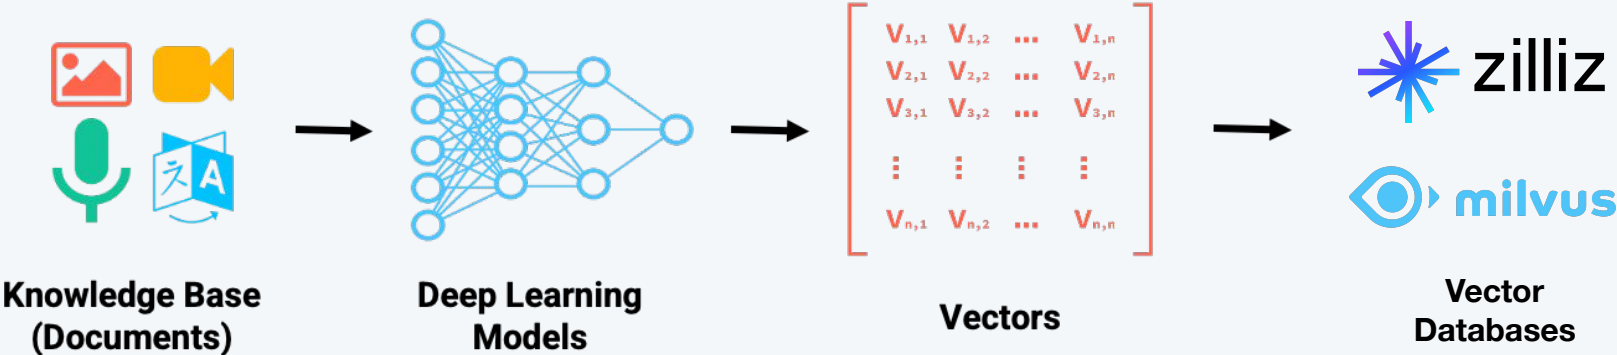 文 A
V1,1 V1,2 ... V1,n
V2,1 V2,2 ... V2,n
V3,1 V3,2 ... V3,n
⋮ ⋮ ⋮ ⋮
Vn,1 Vn,2 ... Vn,n
zilliz
milvus
Knowledge Base
(Documents)
Deep Learning
Models
Vectors
Vector
Databases